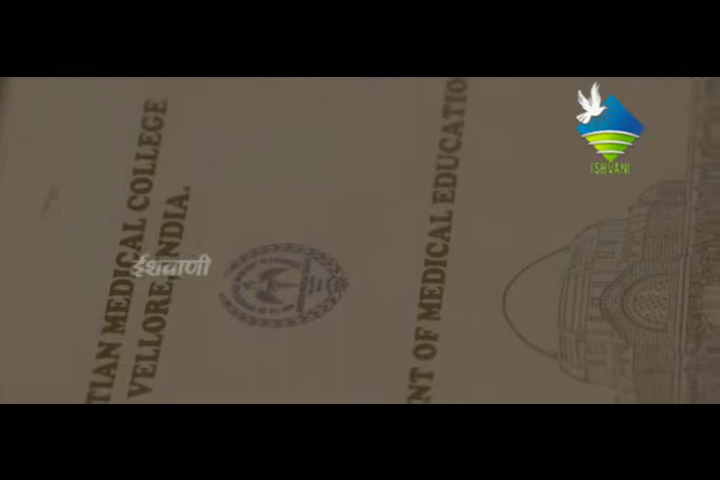 TIAN MEDICAL COLLEGE
VELLORE, INDIA.
NT OF MEDICAL EDUCATIO
ईशवाणी
ISHVANI